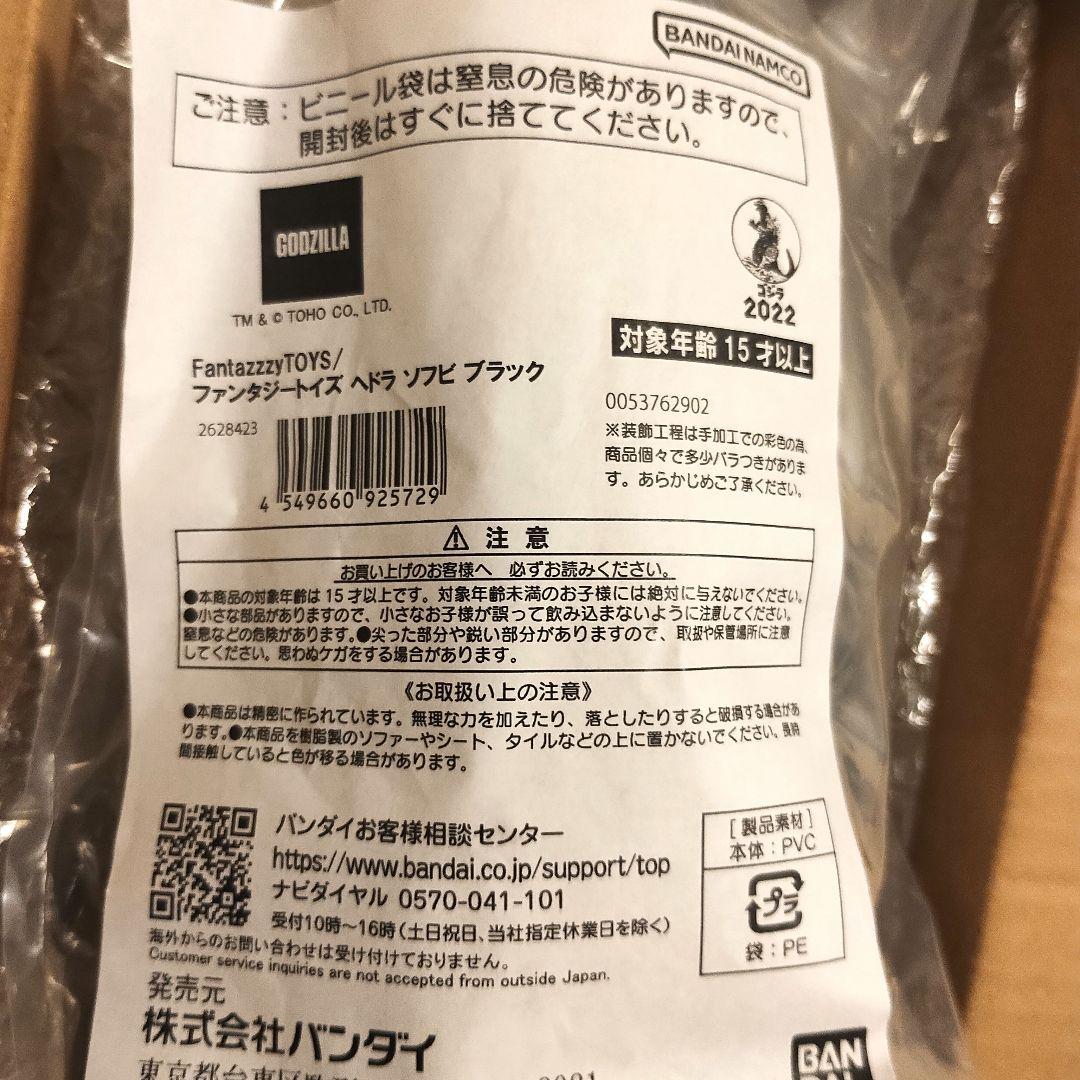 BANDAI NAMCO
ご注意：ビニール袋は窒息の危険がありますので、
開封後はすぐに捨ててください。
GODZILLA
TM & © TOHO CO., LTD.
ゴジラ
2022
FantazzzyTOYS/
ファンタジートイズ ヘドラ ソフビ ブラック
2628423
4 549660 925729
対象年齢 15 才以上
0053762902
※装飾工程は手加工での彩色の為、
商品個々で多少バラつきがありま
す。あらかじめご了承ください。
⚠ 注 意
お買い上げのお客様へ 必ずお読みください。
●本商品の対象年齢は 15 才以上です。対象年齢未満のお子様には絶対に与えないでください。
●小さな部品がありますので、小さなお子様が誤って飲み込まないように注意してください。
窒息などの危険があります。●尖った部分や鋭い部分がありますので、取扱や保管場所に注意
してください。思わぬケガをする場合があります。
《お取扱い上の注意》
●本商品は精密に作られています。無理な力を加えたり、落としたりすると破損する場合があ
ります。●本商品を樹脂製のソファーやシート、タイルなどの上に置かないでください。長時
間接触していると色が移る場合があります。
バンダイお客様相談センター
https://www.bandai.co.jp/support/top
ナビダイヤル 0570-041-101
受付10時～16時（土日祝日、当社指定休業日を除く）
海外からのお問い合わせは受け付けておりません。
Customer service inquiries are not accepted from outside Japan.
[ 製品素材 ]
本体：PVC
プラ
袋：PE
発売元
株式会社バンダイ
東京都台東区
BAN